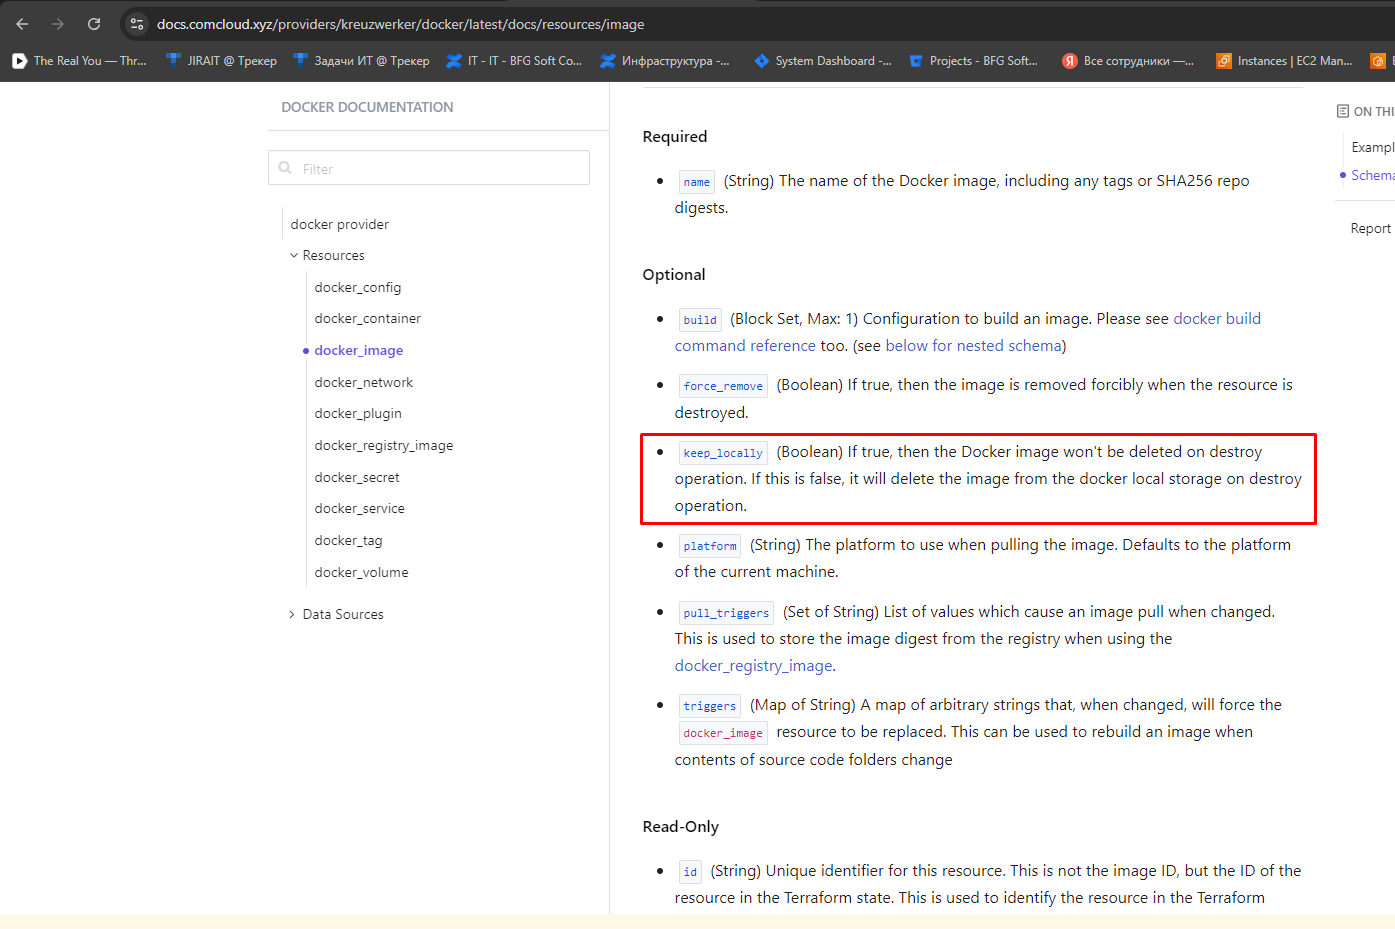 docs.comcloud.xyz/providers/kreuzwerker/docker/latest/docs/resources/image
The Real You — Thr...
JIRAIT @ Трекер
Задачи ИТ @ Трекер
IT - IT - BFG Soft Co...
Инфраструктура -...
System Dashboard -...
Projects - BFG Soft...
Все сотрудники —...
Instances | EC2 Man...
DOCKER DOCUMENTATION
Filter
docker provider
Resources
docker_config
docker_container
docker_image
docker_network
docker_plugin
docker_registry_image
docker_secret
docker_service
docker_tag
docker_volume
Data Sources
Required
name (String) The name of the Docker image, including any tags or SHA256 repo
digests.
Optional
build (Block Set, Max: 1) Configuration to build an image. Please see docker build
command reference too. (see below for nested schema)
force_remove (Boolean) If true, then the image is removed forcibly when the resource is
destroyed.
keep_locally (Boolean) If true, then the Docker image won't be deleted on destroy
operation. If this is false, it will delete the image from the docker local storage on destroy
operation.
platform (String) The platform to use when pulling the image. Defaults to the platform
of the current machine.
pull_triggers (Set of String) List of values which cause an image pull when changed.
This is used to store the image digest from the registry when using the
docker_registry_image.
triggers (Map of String) A map of arbitrary strings that, when changed, will force the
docker_image resource to be replaced. This can be used to rebuild an image when
contents of source code folders change
Read-Only
id (String) Unique identifier for this resource. This is not the image ID, but the ID of the
resource in the Terraform state. This is used to identify the resource in the Terraform
ON THI
Exampl
Schema
Report